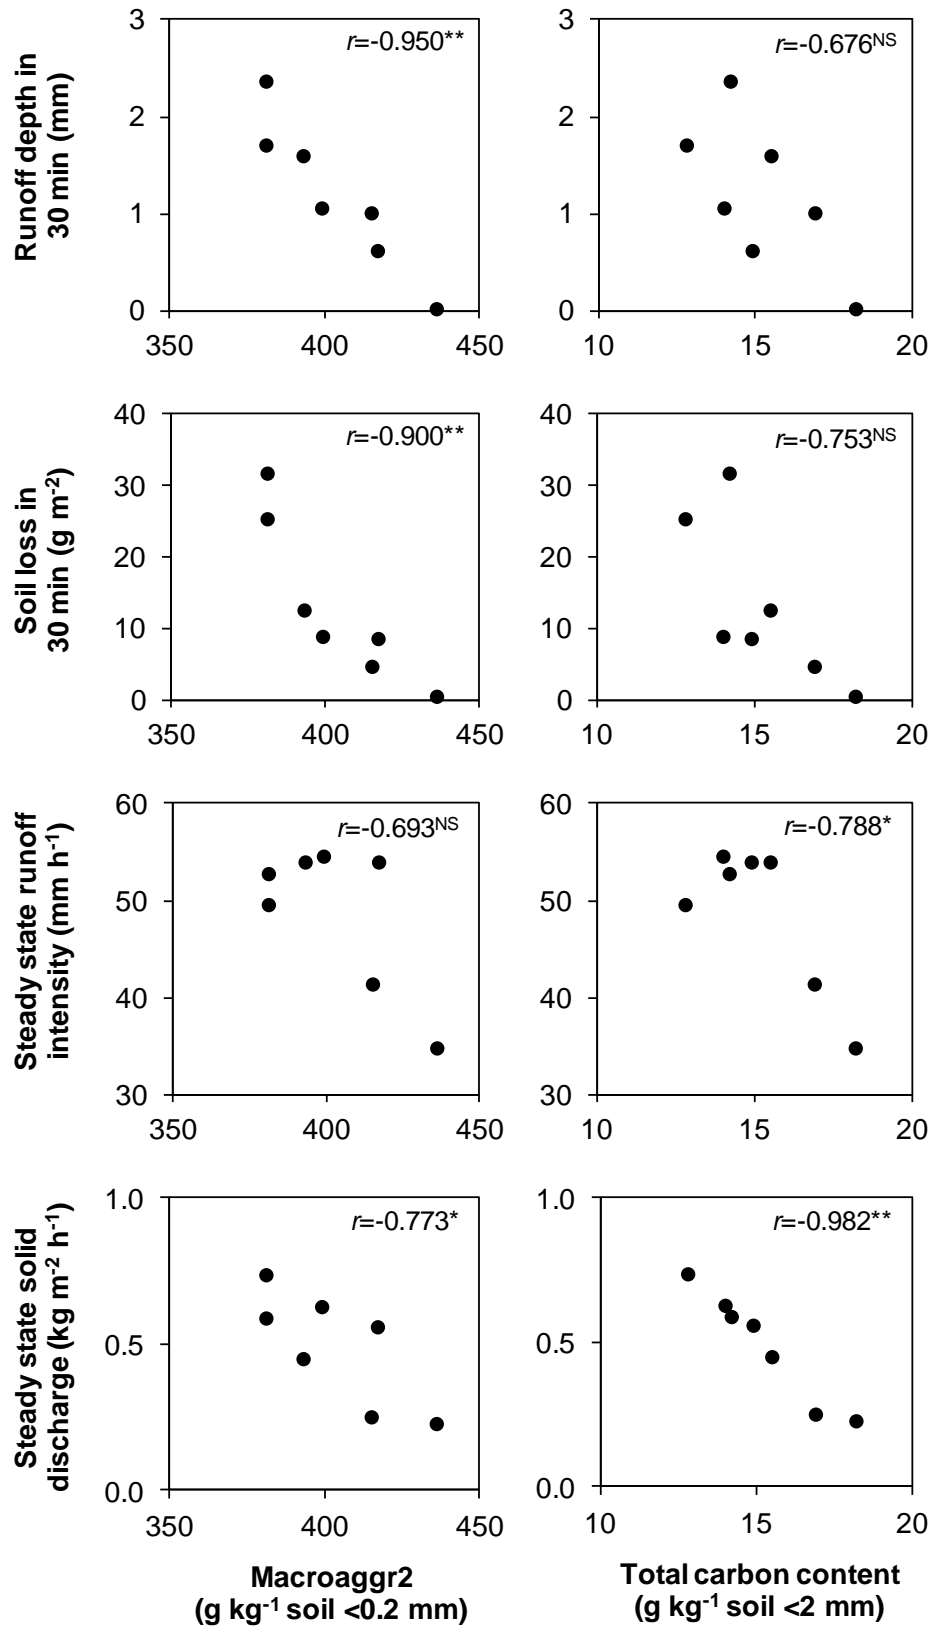 Runoff depth in
30 min (mm)
3
2
1
0
r=-0.950**
350
400
450
3
2
1
0
r=-0.676NS
10
15
20
Soil loss in
30 min (g m-2)
40
30
20
10
0
r=-0.900**
350
400
450
40
30
20
10
0
r=-0.753NS
10
15
20
Steady state runoff
intensity (mm h-1)
60
50
40
30
r=-0.693NS
350
400
450
60
50
40
30
r=-0.788*
10
15
20
Steady state solid
discharge (kg m-2 h-1)
1.0
0.5
0.0
r=-0.773*
350
400
450
1.0
0.5
0.0
r=-0.982**
10
15
20
Macroaggr2
(g kg-1 soil <0.2 mm)
Total carbon content
(g kg-1 soil <2 mm)